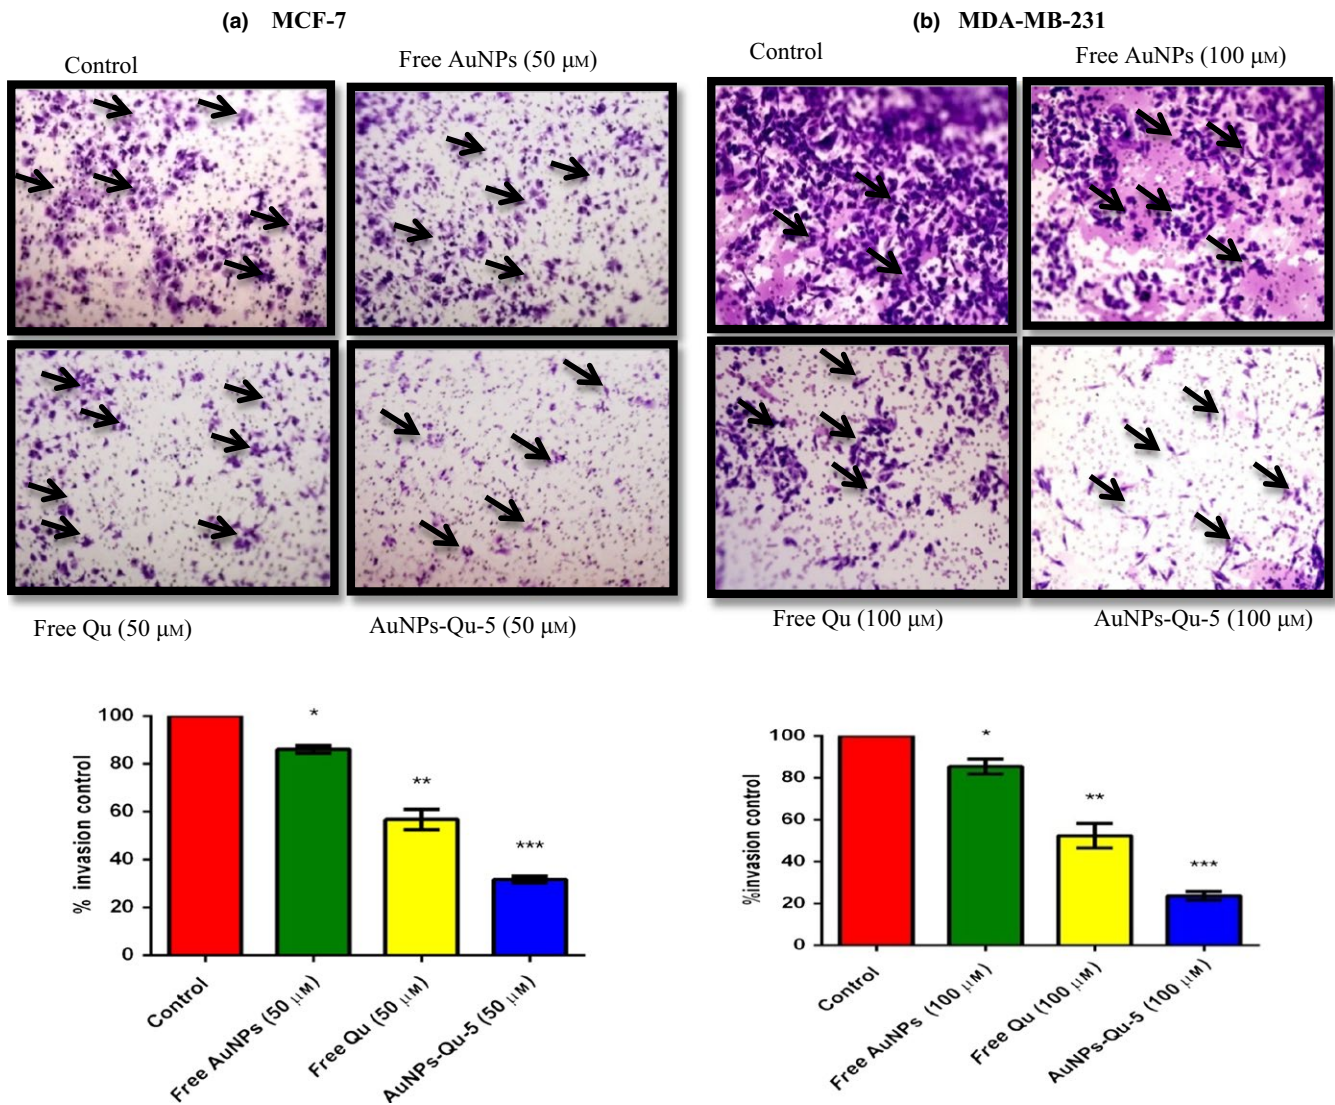 (a) MCF-7
Control
Free AuNPs (50 μM)
Free Qu (50 μM)
AuNPs-Qu-5 (50 μM)
(b) MDA-MB-231
Control
Free AuNPs (100 μM)
Free Qu (100 μM)
AuNPs-Qu-5 (100 μM)
% invasion control
100
80
60
40
20
0
*
**
***
Control
Free AuNPs (50 μM)
Free Qu (50 μM)
AuNPs-Qu-5 (50 μM)
%invasion control
100
80
60
40
20
0
*
**
***
Control
Free AuNPs (100 μM)
Free Qu (100 μM)
AuNPs-Qu-5 (100 μM)